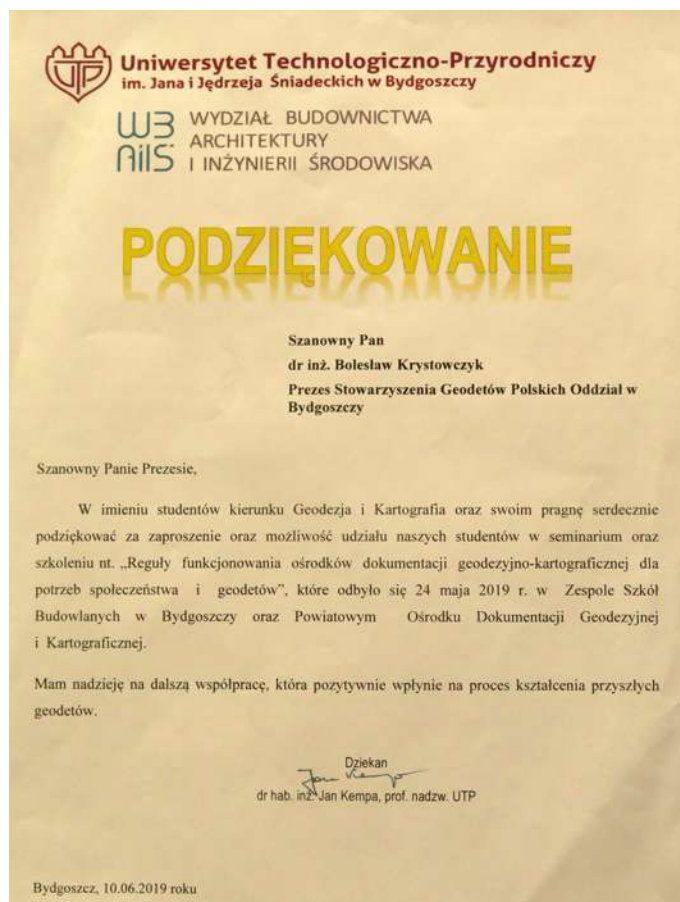 UTP
Uniwersytet Technologiczno-Przyrodniczy
im. Jana i Jędrzeja Śniadeckich w Bydgoszczy
WB WYDZIAŁ BUDOWNICTWA
AiIŚ ARCHITEKTURY
I INŻYNIERII ŚRODOWISKA
PODZIĘKOWANIE
Szanowny Pan
dr inż. Bolesław Krystowczyk
Prezes Stowarzyszenia Geodetów Polskich Oddział w
Bydgoszczy
Szanowny Panie Prezesie,
W imieniu studentów kierunku Geodezja i Kartografia oraz swoim pragnę serdecznie
podziękować za zaproszenie oraz możliwość udziału naszych studentów w seminarium oraz
szkoleniu nt. „Reguły funkcjonowania ośrodków dokumentacji geodezyjno-kartograficznej dla
potrzeb społeczeństwa i geodetów”, które odbyło się 24 maja 2019 r. w Zespole Szkół
Budowlanych w Bydgoszczy oraz Powiatowym Ośrodku Dokumentacji Geodezyjnej
i Kartograficznej.
Mam nadzieję na dalszą współpracę, która pozytywnie wpłynie na proces kształcenia przyszłych
geodetów.
Dziekan
Jan Kempa
dr hab. inż. Jan Kempa, prof. nadzw. UTP
Bydgoszcz, 10.06.2019 roku